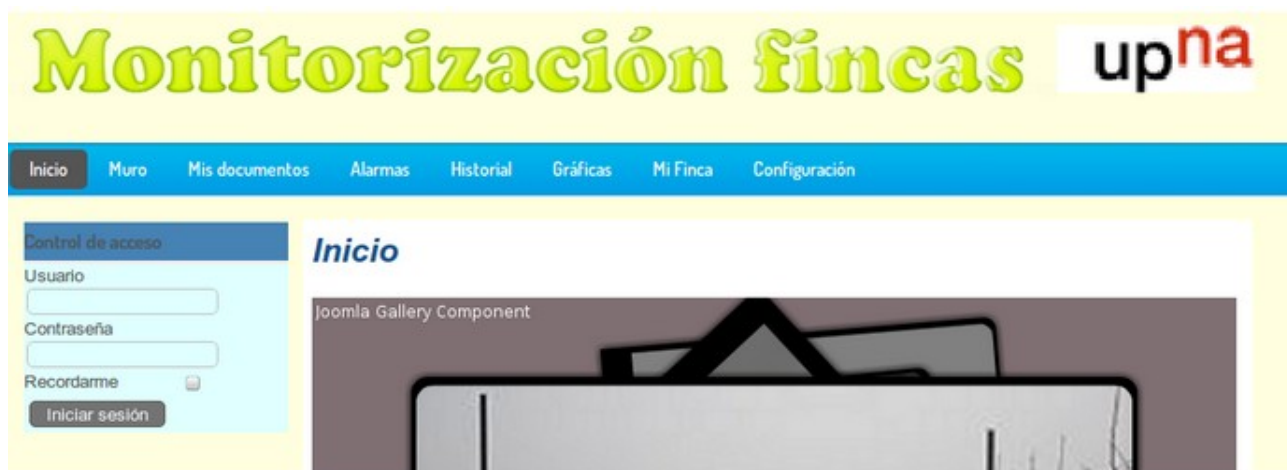 Monitorización fincas upna
Inicio Muro Mis documentos Alarmas Historial Gráficas Mi Finca Configuración
Control de acceso
Inicio
Usuario
Joomla Gallery Component
Contraseña
Recordarme
Iniciar sesión